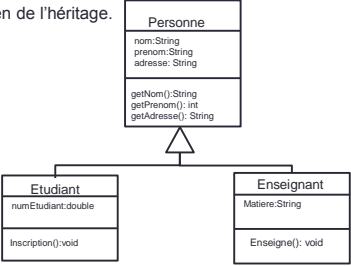 en de l'héritage.
Personne
nom:String
prenom:String
adresse: String
getNom():String
getPrenom(): int
getAdresse(): String
Etudiant
numEtudiant:double
Inscription():void
Enseignant
Matiere:String
Enseigne(): void